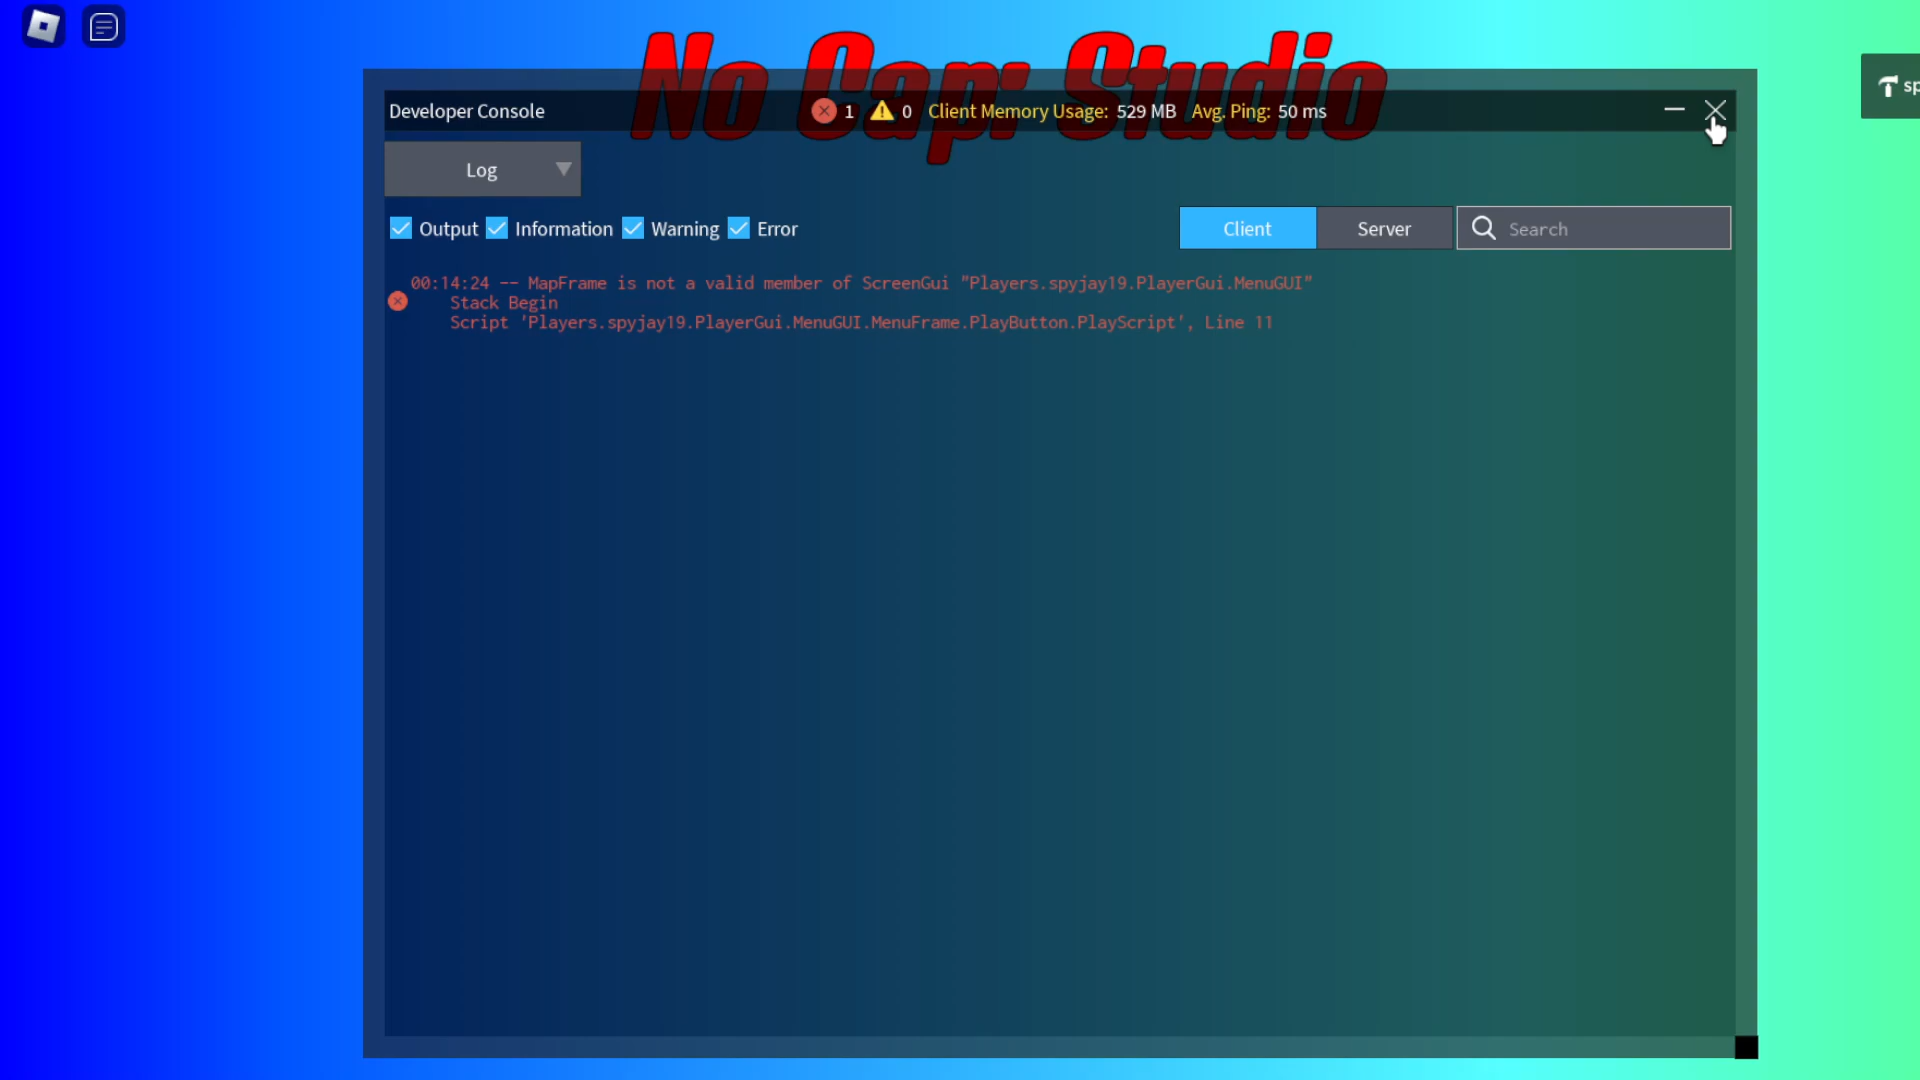 No Cap: Studio
sp
Developer Console
1
0
Client Memory Usage: 529 MB
Avg. Ping: 50 ms
Log
Output
Information
Warning
Error
Client
Server
Search
00:14:24 -- MapFrame is not a valid member of ScreenGui "Players.spyjay19.PlayerGui.MenuGUI"
Stack Begin
Script 'Players.spyjay19.PlayerGui.MenuGUI.MenuFrame.PlayButton.PlayScript', Line 11